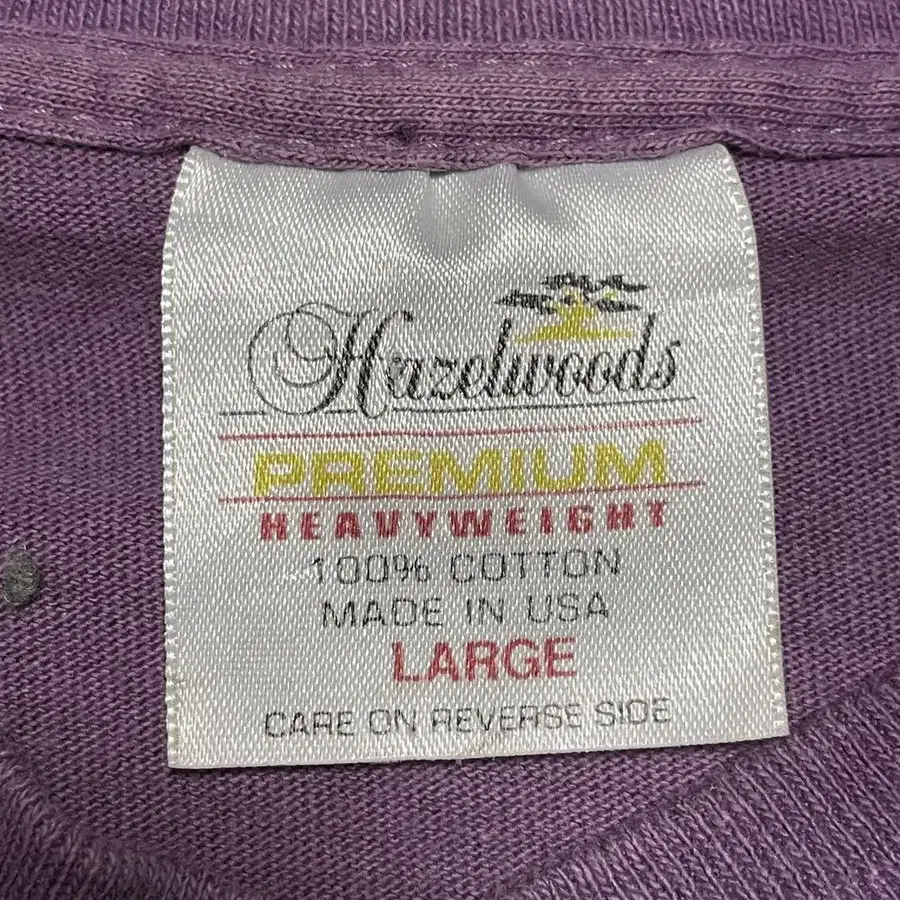 Hazelwoods
PREMIUM
HEAVYWEIGHT
100% COTTON
MADE IN USA
LARGE
CARE ON REVERSE SIDE